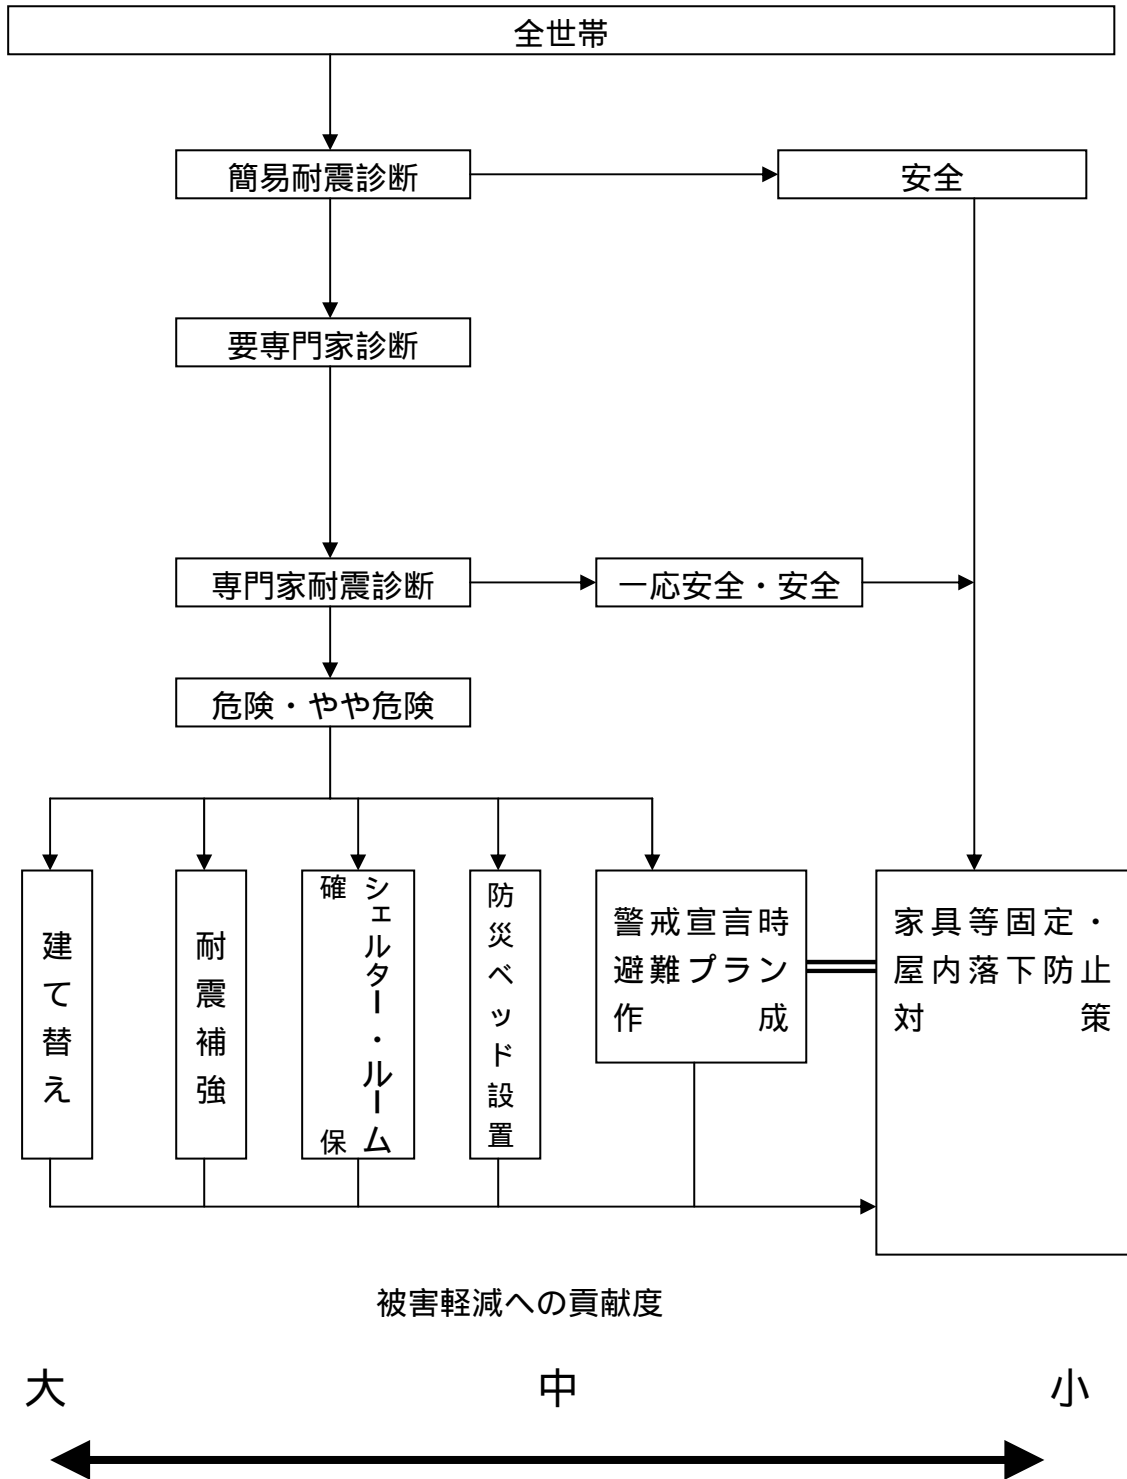 全世帯
簡易耐震診断
安全
要専門家診断
専門家耐震診断
一応安全・安全
危険・やや危険
建て替え
耐震補強
シェルター・ルーム
確保
防災ベッド設置
警戒宣言時
避難プラン
作成
家具等固定・
屋内落下防止
対策
被害軽減への貢献度
大
中
小